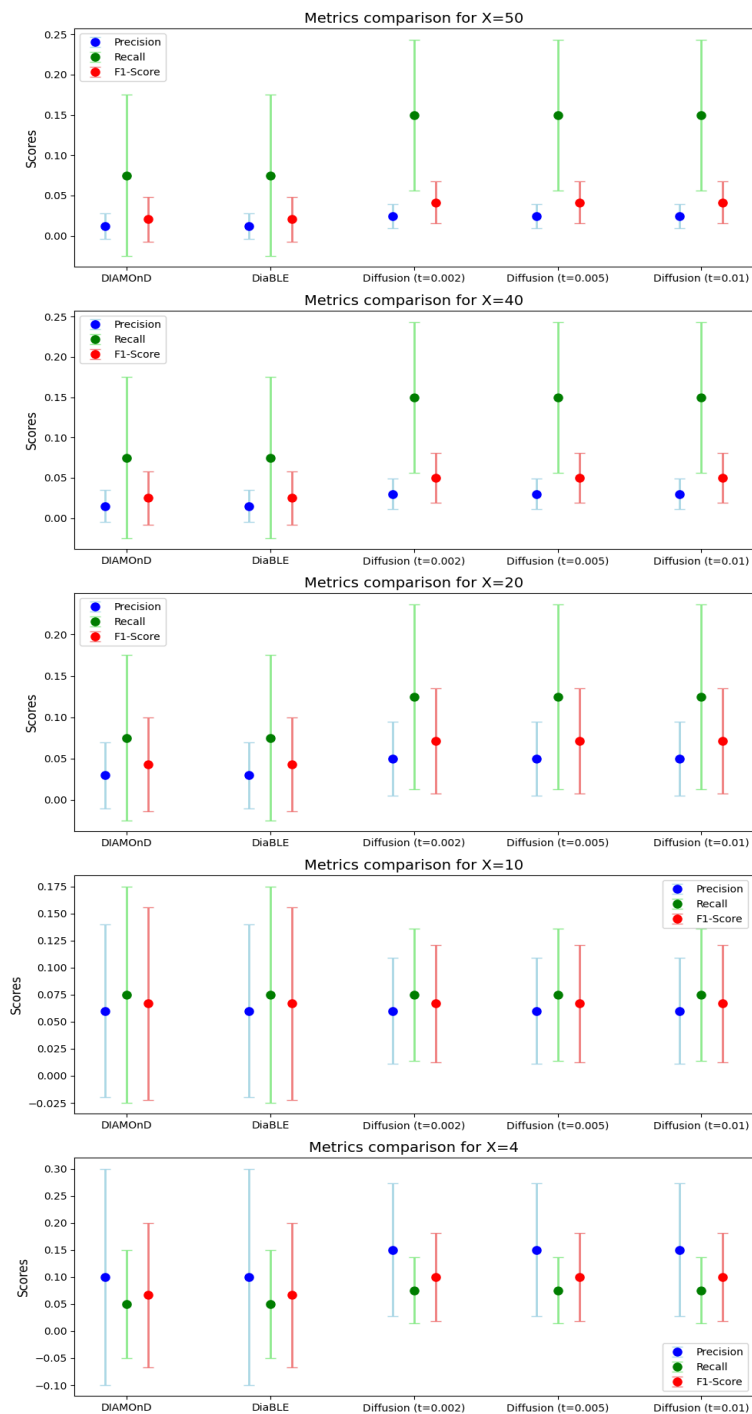 Metrics comparison for X=50
0.25
0.20
0.15
0.10
0.05
0.00
Scores
Precision
Recall
F1-Score
DIAMOnD DiaBLE Diffusion (t=0.002) Diffusion (t=0.005) Diffusion (t=0.01)
Metrics comparison for X=40
0.25
0.20
0.15
0.10
0.05
0.00
Scores
Precision
Recall
F1-Score
DIAMOnD DiaBLE Diffusion (t=0.002) Diffusion (t=0.005) Diffusion (t=0.01)
Metrics comparison for X=20
0.20
0.15
0.10
0.05
0.00
Scores
Precision
Recall
F1-Score
DIAMOnD DiaBLE Diffusion (t=0.002) Diffusion (t=0.005) Diffusion (t=0.01)
Metrics comparison for X=10
0.175
0.150
0.125
0.100
0.075
0.050
0.025
0.000
−0.025
Scores
Precision
Recall
F1-Score
DIAMOnD DiaBLE Diffusion (t=0.002) Diffusion (t=0.005) Diffusion (t=0.01)
Metrics comparison for X=4
0.30
0.25
0.20
0.15
0.10
0.05
0.00
−0.05
−0.10
Scores
Precision
Recall
F1-Score
DIAMOnD DiaBLE Diffusion (t=0.002) Diffusion (t=0.005) Diffusion (t=0.01)